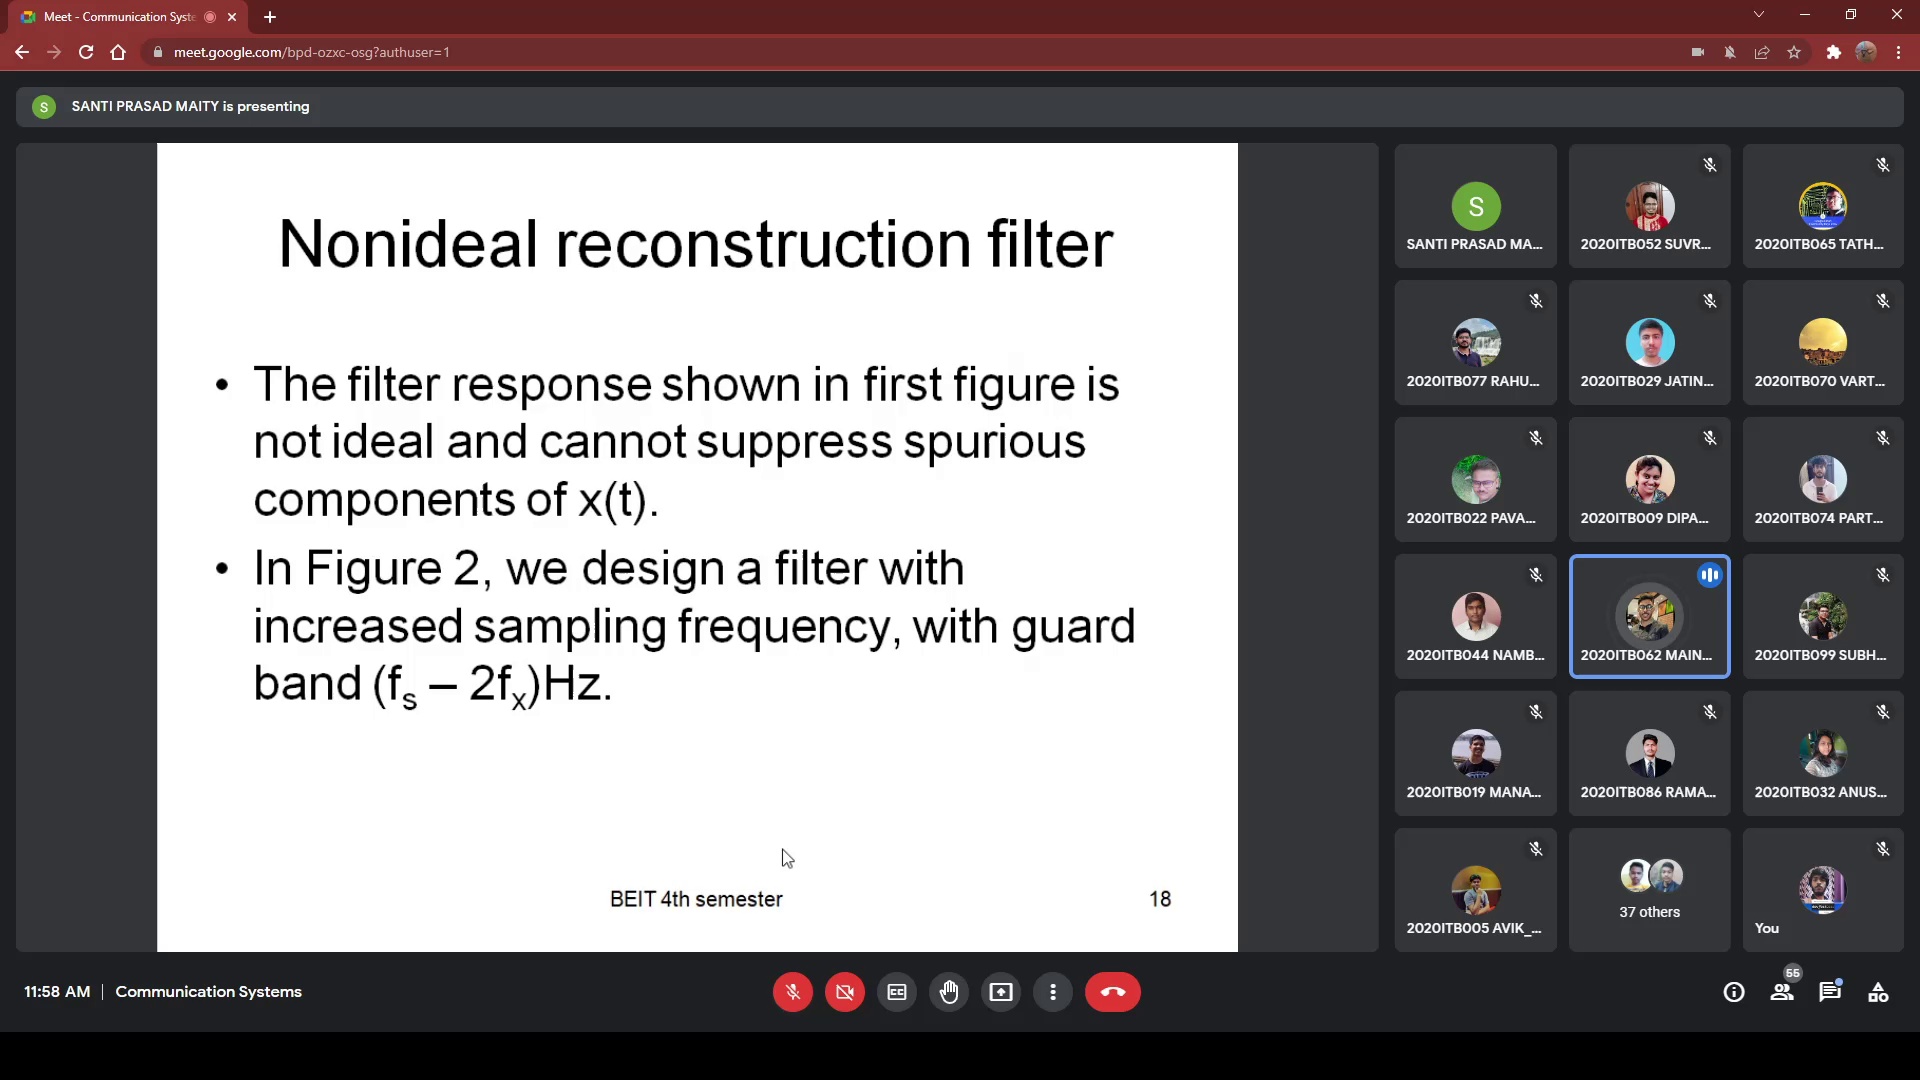 Meet - Communication Syste
meet.google.com/bpd-ozxc-osg?authuser=1
S
SANTI PRASAD MAITY is presenting
Nonideal reconstruction filter
• The filter response shown in first figure is
not ideal and cannot suppress spurious
components of x(t).
• In Figure 2, we design a filter with
increased sampling frequency, with guard
band (fs – 2fx)Hz.
BEIT 4th semester
18
S
SANTI PRASAD MA...
2020ITB052 SUVR...
2020ITB065 TATH...
2020ITB077 RAHU...
2020ITB029 JATIN...
2020ITB070 VART...
2020ITB022 PAVA...
2020ITB009 DIPA...
2020ITB074 PART...
2020ITB044 NAMB...
2020ITB062 MAIN...
2020ITB099 SUBH...
2020ITB019 MANA...
2020ITB086 RAMA...
2020ITB032 ANUS...
2020ITB005 AVIK_...
37 others
You
11:58 AM | Communication Systems
55